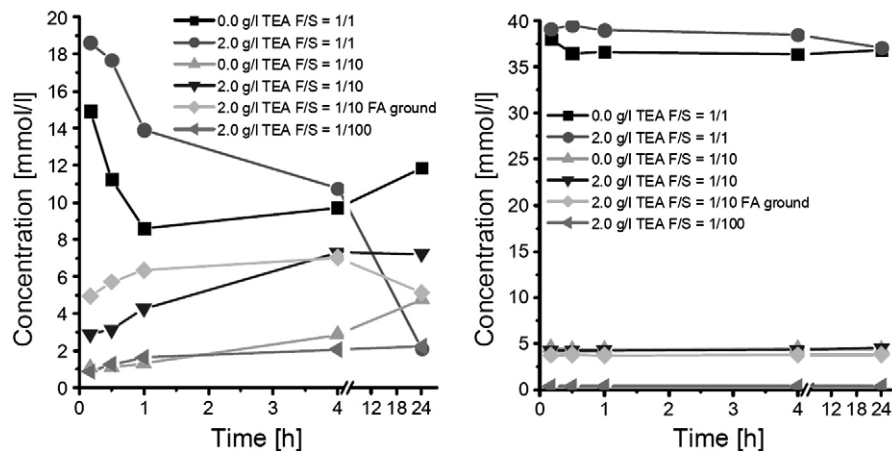 0.0 g/l TEA F/S = 1/1
2.0 g/l TEA F/S = 1/1
0.0 g/l TEA F/S = 1/10
2.0 g/l TEA F/S = 1/10
2.0 g/l TEA F/S = 1/10 FA ground
2.0 g/l TEA F/S = 1/100
Concentration [mmol/l]
20
18
16
14
12
10
8
6
4
2
0
0 1 2 3 4 12 18 24
Time [h]
0.0 g/l TEA F/S = 1/1
2.0 g/l TEA F/S = 1/1
0.0 g/l TEA F/S = 1/10
2.0 g/l TEA F/S = 1/10
2.0 g/l TEA F/S = 1/10 FA ground
2.0 g/l TEA F/S = 1/100
Concentration [mmol/l]
40
35
30
25
20
15
10
5
0
0 1 2 3 4 12 18 24
Time [h]